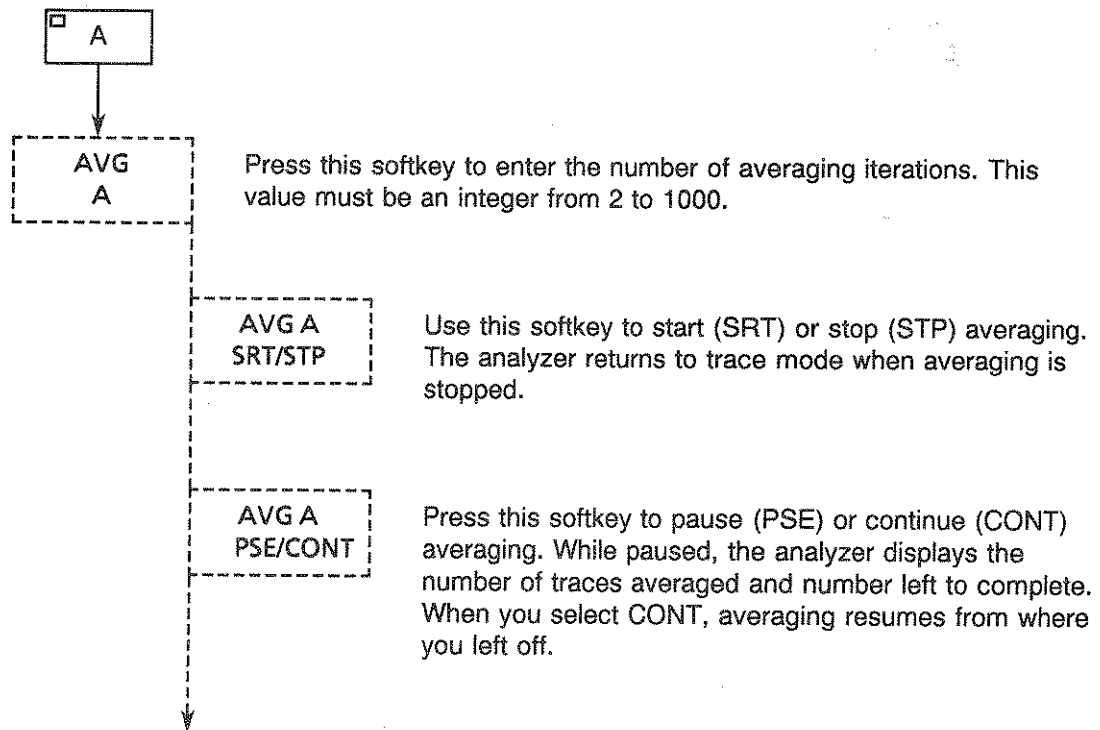 A
AVG
A
Press this softkey to enter the number of averaging iterations. This
value must be an integer from 2 to 1000.
AVG A
SRT/STP
Use this softkey to start (SRT) or stop (STP) averaging.
The analyzer returns to trace mode when averaging is
stopped.
AVG A
PSE/CONT
Press this softkey to pause (PSE) or continue (CONT)
averaging. While paused, the analyzer displays the
number of traces averaged and number left to complete.
When you select CONT, averaging resumes from where
you left off.